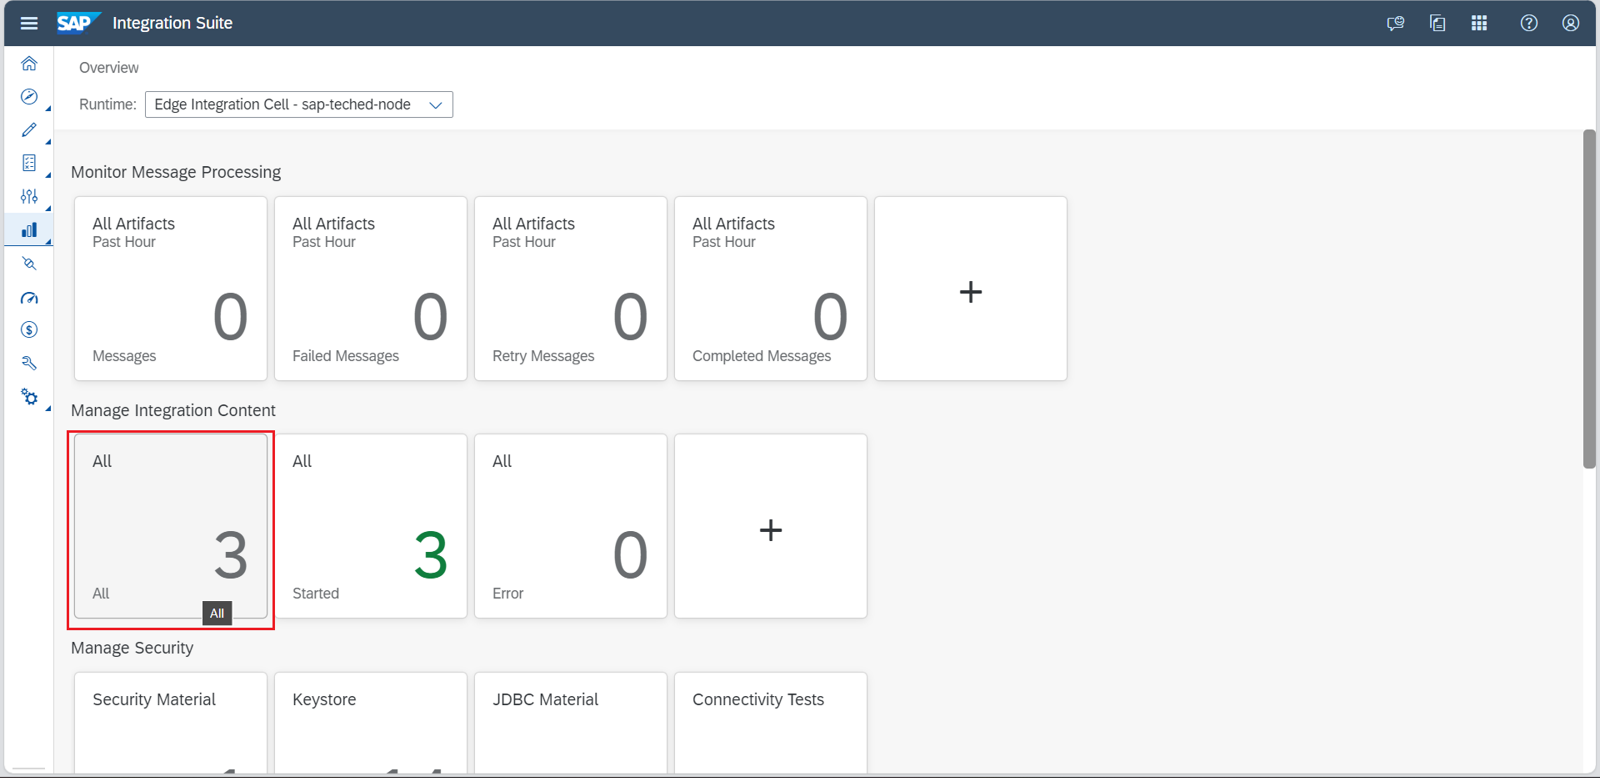 SAP Integration Suite
Overview
Runtime: Edge Integration Cell - sap-teched-node
Monitor Message Processing
All Artifacts
Past Hour
0
Messages
All Artifacts
Past Hour
0
Failed Messages
All Artifacts
Past Hour
0
Retry Messages
All Artifacts
Past Hour
0
Completed Messages
+
Manage Integration Content
All
3
All
All
All
3
Started
All
0
Error
+
Manage Security
Security Material
Keystore
JDBC Material
Connectivity Tests